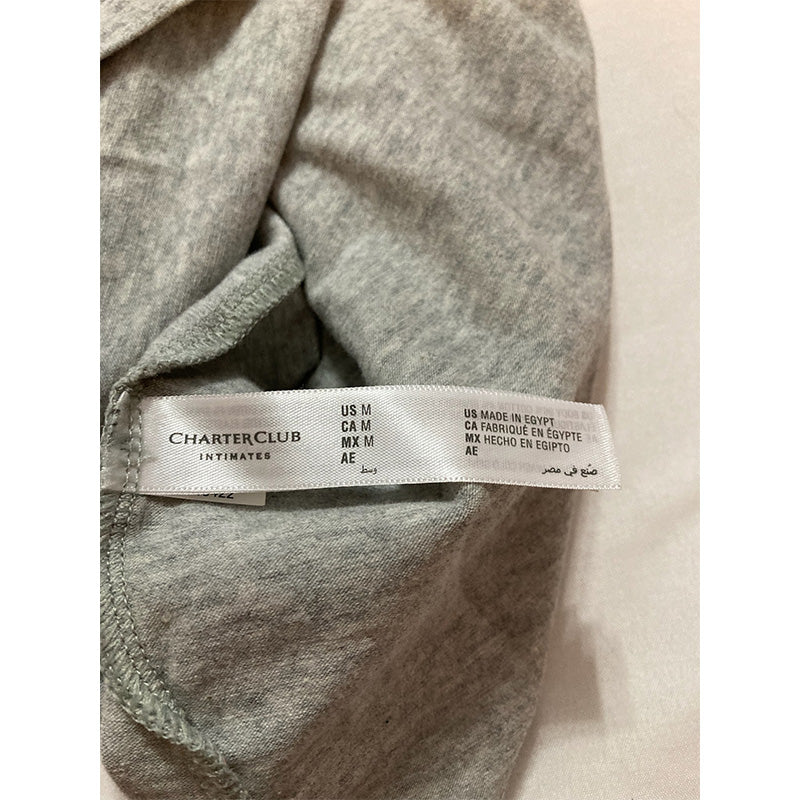 CHARTERCLUB
INTIMATES
US M
CA M
MX M
AE وسط
US MADE IN EGYPT
CA FABRIQUÉ EN ÉGYPTE
MX HECHO EN EGIPTO
AE صنع في مصر